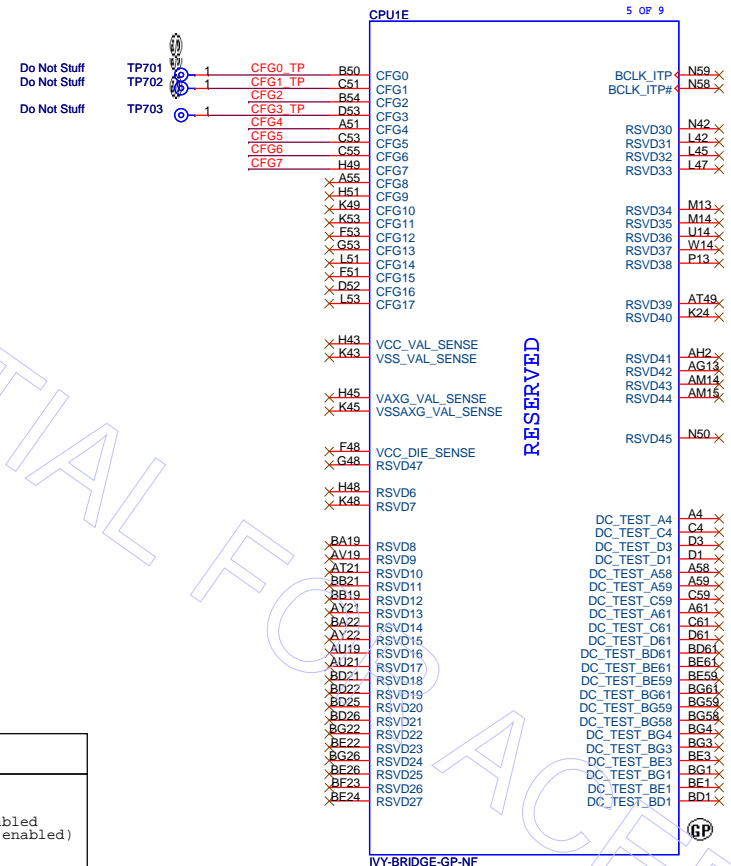 CPU1E 5 OF 9
Do Not Stuff TP701 1 CFG0_TP B50 CFG0 BCLK_ITP N59
Do Not Stuff TP702 1 CFG1_TP C51 CFG1 BCLK_ITP# N58
CFG2 B54 CFG2
Do Not Stuff TP703 1 CFG3_TP D53 CFG3
CFG4 A51 CFG4 RSVD30 N42
CFG5 C53 CFG5 RSVD31 L42
CFG6 C55 CFG6 RSVD32 L45
CFG7 H49 CFG7 RSVD33 L47
A55 CFG8
H51 CFG9
K49 CFG10 RSVD34 M13
K53 CFG11 RSVD35 M14
F53 CFG12 RSVD36 U14
G53 CFG13 RSVD37 W14
L51 CFG14 RSVD38 P13
F51 CFG15
D52 CFG16
L53 CFG17 RSVD39 AT49
RSVD40 K24
H43 VCC_VAL_SENSE
K43 VSS_VAL_SENSE RSVD41 AH2
RSVD42 AG13
RSVD43 AM14
H45 VAXG_VAL_SENSE RSVD44 AM15
K45 VSSAXG_VAL_SENSE
RESERVED
RSVD45 N50
F48 VCC_DIE_SENSE
G48 RSVD47
H48 RSVD6
K48 RSVD7
DC_TEST_A4 A4
DC_TEST_C4 C4
BA19 RSVD8 DC_TEST_D3 D3
AV19 RSVD9 DC_TEST_D1 D1
AT21 RSVD10 DC_TEST_A58 A58
BB21 RSVD11 DC_TEST_A59 A59
BB19 RSVD12 DC_TEST_C59 C59
AY21 RSVD13 DC_TEST_A61 A61
BA22 RSVD14 DC_TEST_C61 C61
AY22 RSVD15 DC_TEST_D61 D61
AU19 RSVD16 DC_TEST_BD61 BD61
AU21 RSVD17 DC_TEST_BE61 BE61
BD21 RSVD18 DC_TEST_BE59 BE59
BD22 RSVD19 DC_TEST_BG61 BG61
BD25 RSVD20 DC_TEST_BG59 BG59
BD26 RSVD21 DC_TEST_BG58 BG58
BG22 RSVD22 DC_TEST_BG4 BG4
BE22 RSVD23 DC_TEST_BG3 BG3
BG26 RSVD24 DC_TEST_BE3 BE3
BE26 RSVD25 DC_TEST_BG1 BG1
BF23 RSVD26 DC_TEST_BE1 BE1
BE24 RSVD27 DC_TEST_BD1 BD1
GP
IVY-BRIDGE-GP-NF
bled
enabled)
TIAL FOR ACE